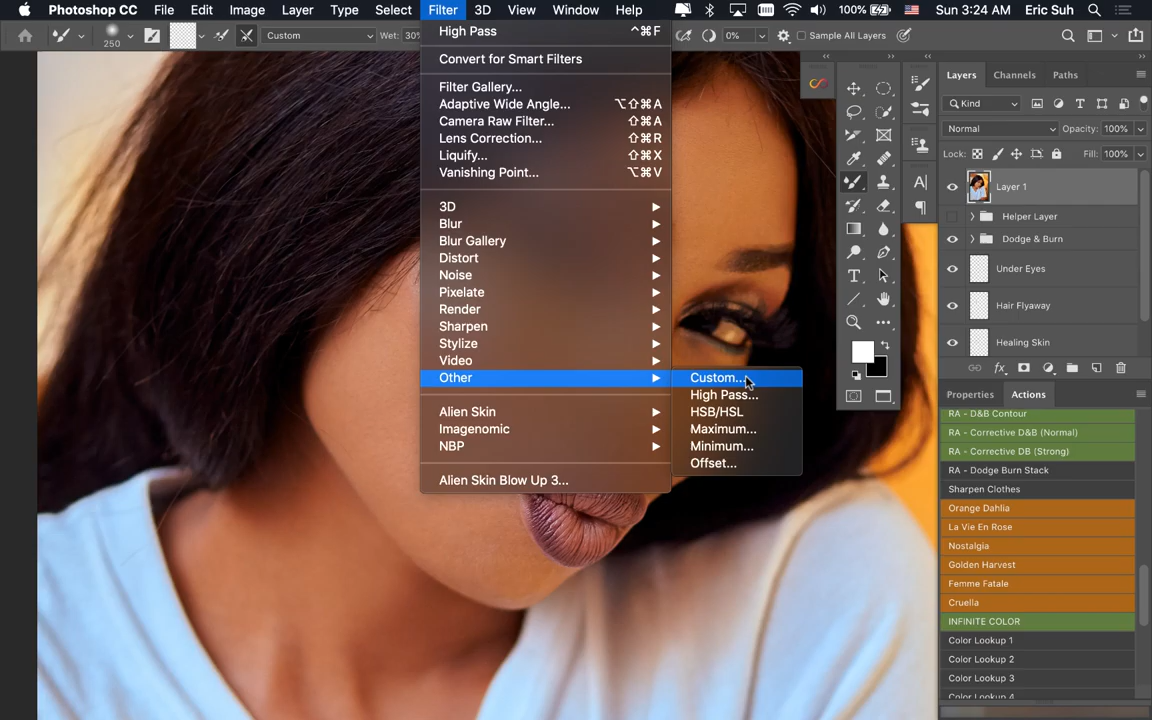 Photoshop CC File Edit Image Layer Type Select Filter 3D View Window Help 100% Sun 3:24 AM Eric Suh
250 Custom Wet: 30% 0% Sample All Layers
High Pass ^⌘F
Convert for Smart Filters
Filter Gallery...
Adaptive Wide Angle... ⌥⇧⌘A
Camera Raw Filter... ⇧⌘A
Lens Correction... ⇧⌘R
Liquify... ⇧⌘X
Vanishing Point... ⌥⌘V
3D
Blur
Blur Gallery
Distort
Noise
Pixelate
Render
Sharpen
Stylize
Video
Other
Alien Skin
Imagenomic
NBP
Alien Skin Blow Up 3...
Custom...
High Pass...
HSB/HSL
Maximum...
Minimum...
Offset...
Layers Channels Paths
Kind
Normal Opacity: 100%
Lock: Fill: 100%
Layer 1
Helper Layer
Dodge & Burn
Under Eyes
Hair Flyaway
Healing Skin
fx
Properties Actions
RA - D&B Contour
RA - Corrective D&B (Normal)
RA - Corrective DB (Strong)
RA - Dodge Burn Stack
Sharpen Clothes
Orange Dahlia
La Vie En Rose
Nostalgia
Golden Harvest
Femme Fatale
Cruella
INFINITE COLOR
Color Lookup 1
Color Lookup 2
Color Lookup 3
Color Lookup 4